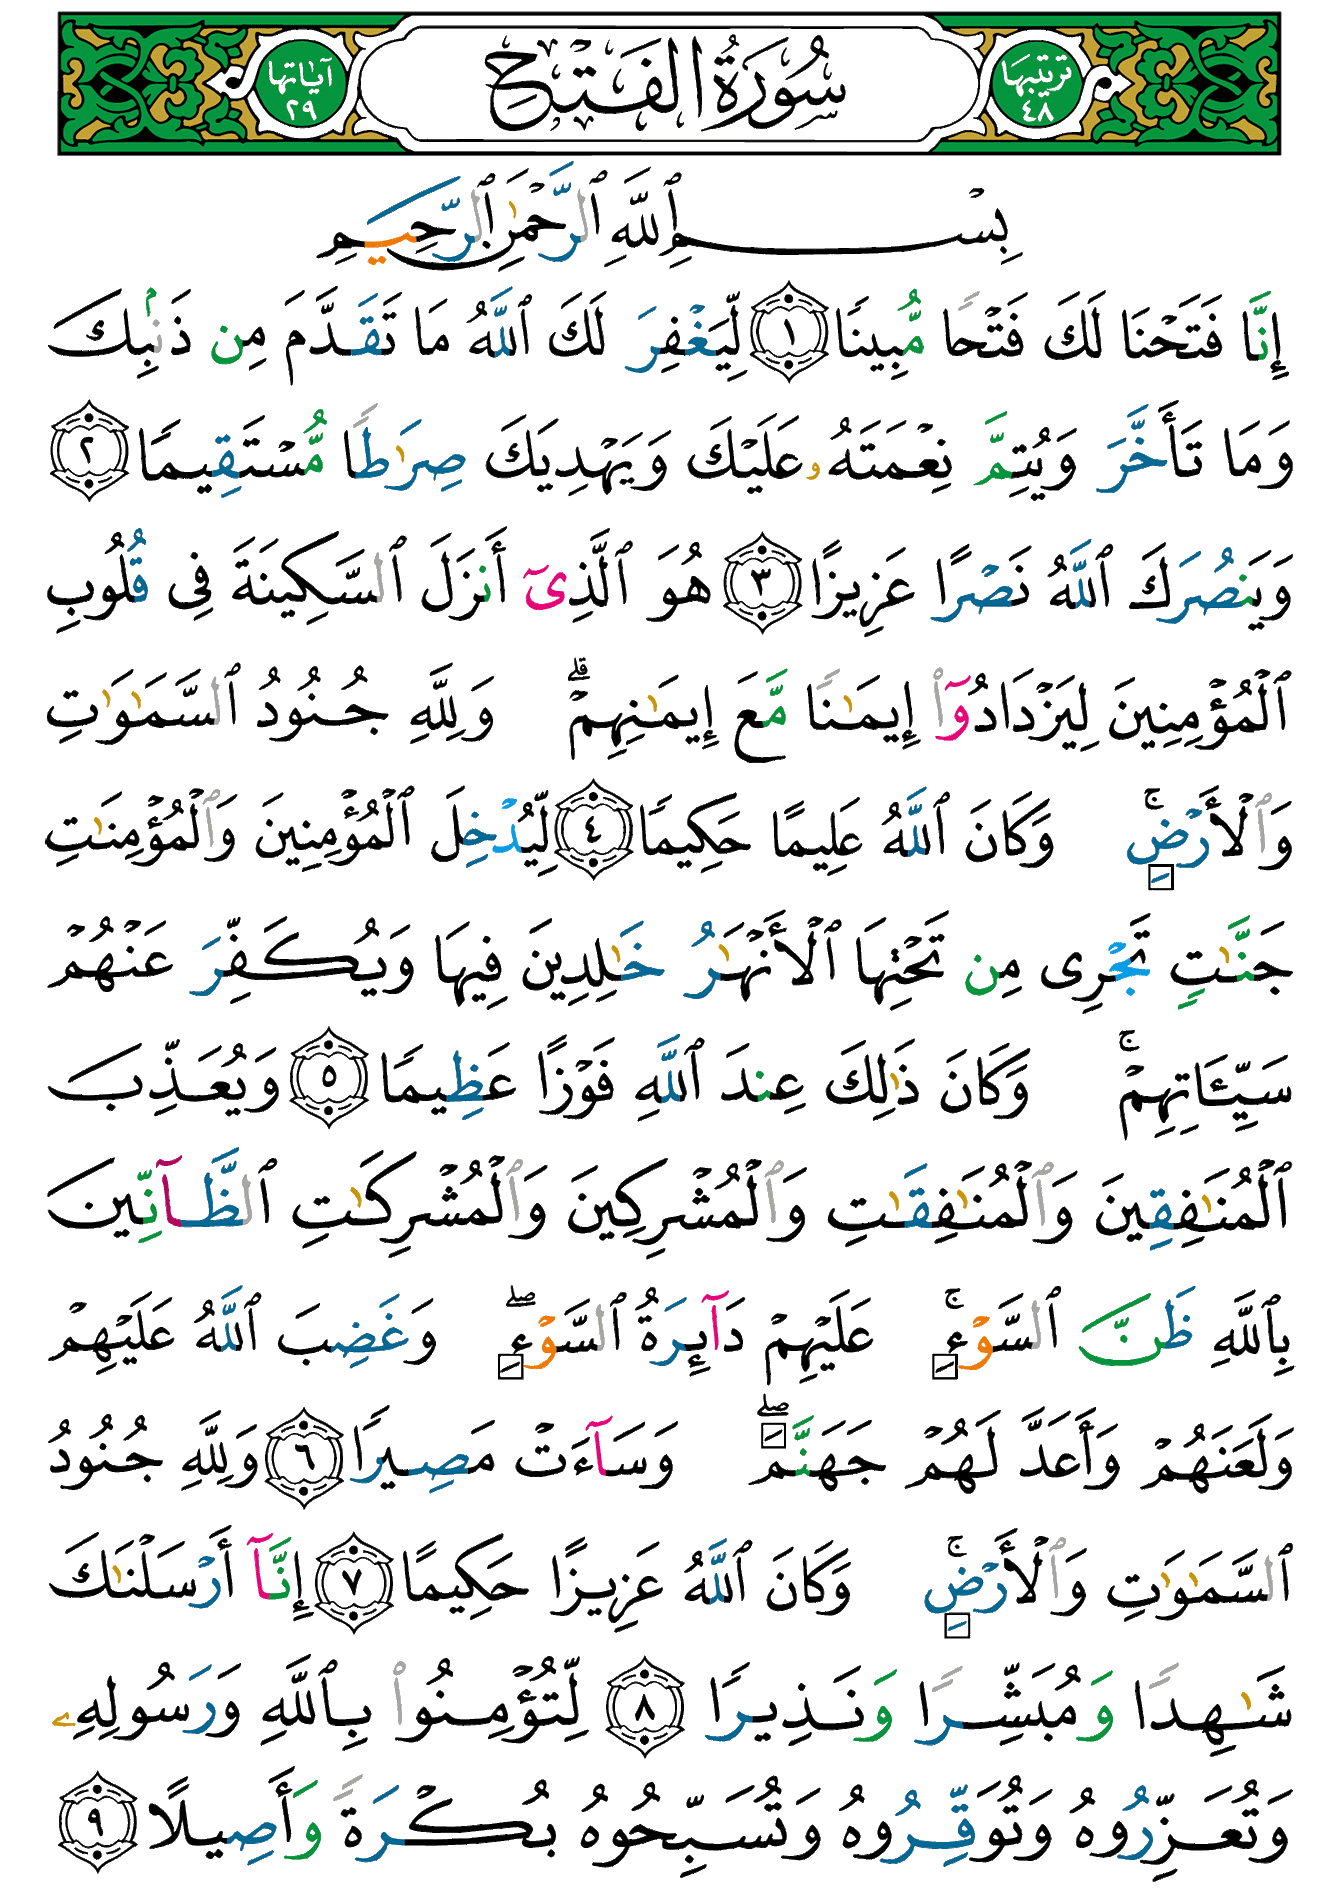 ترتيبها ٤٨ سُورَةُ الفَتۡحِ آياتها ٢٩
بِسۡمِ ٱللَّهِ ٱلرَّحۡمَٰنِ ٱلرَّحِيمِ
إِنَّا فَتَحۡنَا لَكَ فَتۡحًا مُّبِينًا ١ لِّيَغۡفِرَ لَكَ ٱللَّهُ مَا تَقَدَّمَ مِن ذَنۢبِكَ
وَمَا تَأَخَّرَ وَيُتِمَّ نِعۡمَتَهُۥ عَلَيۡكَ وَيَهۡدِيَكَ صِرَٰطًا مُّسۡتَقِيمًا ٢
وَيَنصُرَكَ ٱللَّهُ نَصۡرًا عَزِيزًا ٣ هُوَ ٱلَّذِىٓ أَنزَلَ ٱلسَّكِينَةَ فِى قُلُوبِ
ٱلۡمُؤۡمِنِينَ لِيَزۡدَادُوٓا۟ إِيمَٰنًا مَّعَ إِيمَٰنِهِمۡۗ وَلِلَّهِ جُنُودُ ٱلسَّمَٰوَٰتِ
وَٱلۡأَرۡضِۚ وَكَانَ ٱللَّهُ عَلِيمًا حَكِيمًا ٤ لِّيُدۡخِلَ ٱلۡمُؤۡمِنِينَ وَٱلۡمُؤۡمِنَٰتِ
جَنَّٰتٍ تَجۡرِى مِن تَحۡتِهَا ٱلۡأَنۡهَٰرُ خَٰلِدِينَ فِيهَا وَيُكَفِّرَ عَنۡهُمۡ
سَيِّـَٔاتِهِمۡۚ وَكَانَ ذَٰلِكَ عِندَ ٱللَّهِ فَوۡزًا عَظِيمًا ٥ وَيُعَذِّبَ
ٱلۡمُنَٰفِقِينَ وَٱلۡمُنَٰفِقَٰتِ وَٱلۡمُشۡرِكِينَ وَٱلۡمُشۡرِكَٰتِ ٱلظَّآنِّينَ
بِٱللَّهِ ظَنَّ ٱلسَّوۡءِۚ عَلَيۡهِمۡ دَآئِرَةُ ٱلسَّوۡءِۖ وَغَضِبَ ٱللَّهُ عَلَيۡهِمۡ
وَلَعَنَهُمۡ وَأَعَدَّ لَهُمۡ جَهَنَّمَۖ وَسَآءَتۡ مَصِيرًا ٦ وَلِلَّهِ جُنُودُ
ٱلسَّمَٰوَٰتِ وَٱلۡأَرۡضِۚ وَكَانَ ٱللَّهُ عَزِيزًا حَكِيمًا ٧ إِنَّآ أَرۡسَلۡنَٰكَ
شَٰهِدًا وَمُبَشِّرًا وَنَذِيرًا ٨ لِّتُؤۡمِنُوا۟ بِٱللَّهِ وَرَسُولِهِۦ
وَتُعَزِّرُوهُ وَتُوَقِّرُوهُ وَتُسَبِّحُوهُ بُكۡرَةً وَأَصِيلًا ٩